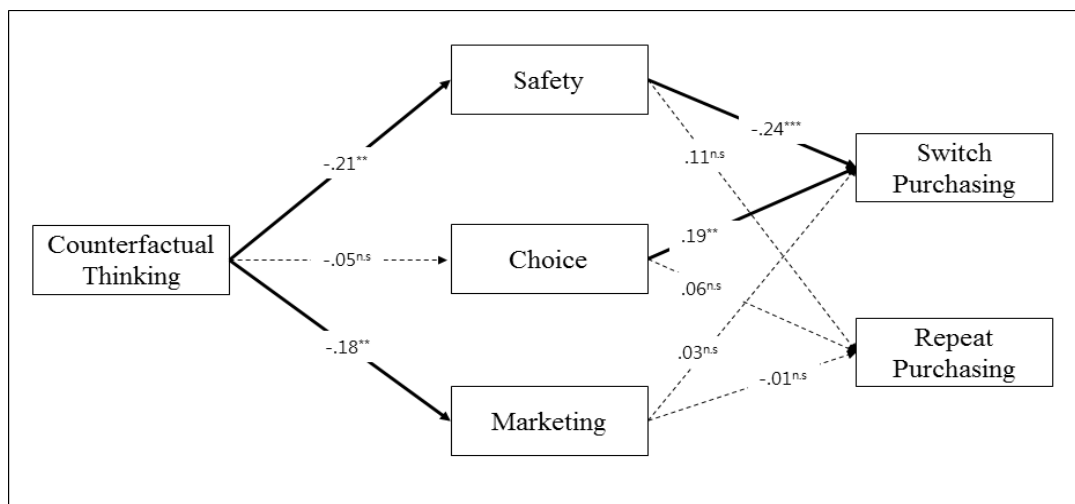 Safety
-.24***
-.21**
.11n.s
Switch
Purchasing
Counterfactual
Thinking
-.05n.s
Choice
.19**
.06n.s
-.18**
.03n.s
-.01n.s
Repeat
Purchasing
Marketing